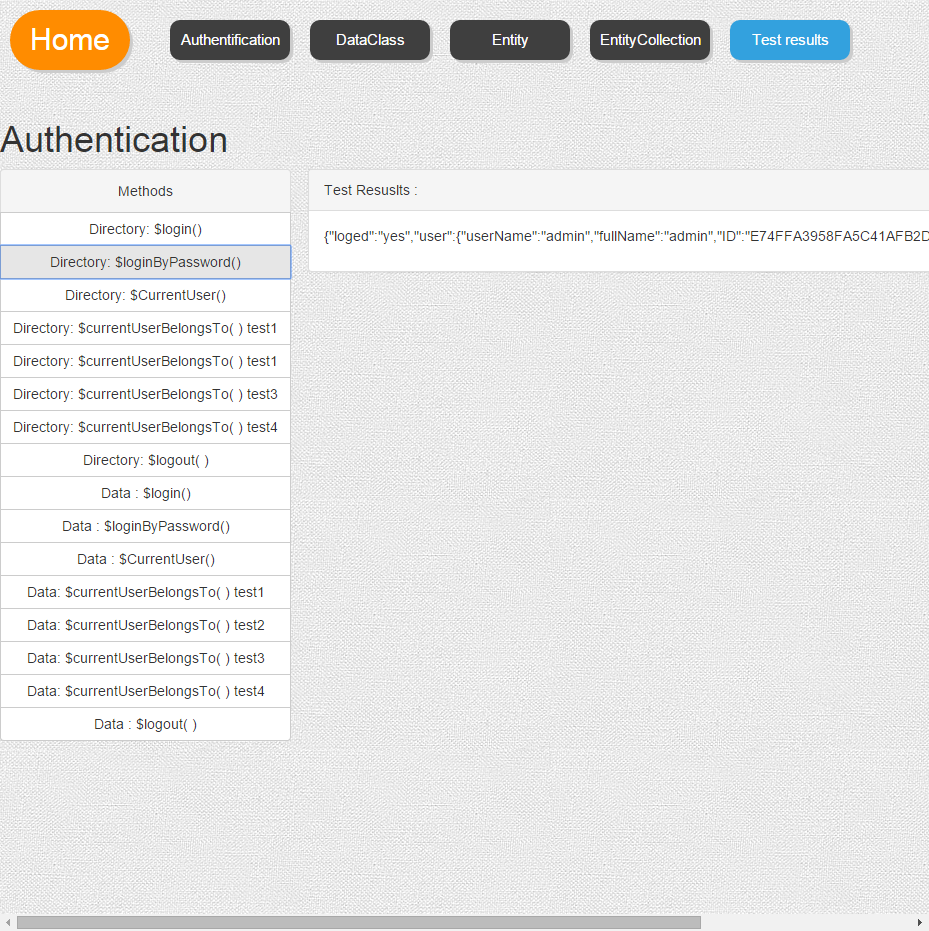 Home
Authentification
DataClass
Entity
EntityCollection
Test results
Authentication
Methods
Directory: $login()
Directory: $loginByPassword()
Directory: $CurrentUser()
Directory: $currentUserBelongsTo( ) test1
Directory: $currentUserBelongsTo( ) test1
Directory: $currentUserBelongsTo( ) test3
Directory: $currentUserBelongsTo( ) test4
Directory: $logout( )
Data : $login()
Data : $loginByPassword()
Data : $CurrentUser()
Data: $currentUserBelongsTo( ) test1
Data: $currentUserBelongsTo( ) test2
Data: $currentUserBelongsTo( ) test3
Data: $currentUserBelongsTo( ) test4
Data : $logout( )
Test Resuslts :
{"loged":"yes","user":{"userName":"admin","fullName":"admin","ID":"E74FFA3958FA5C41AFB2D